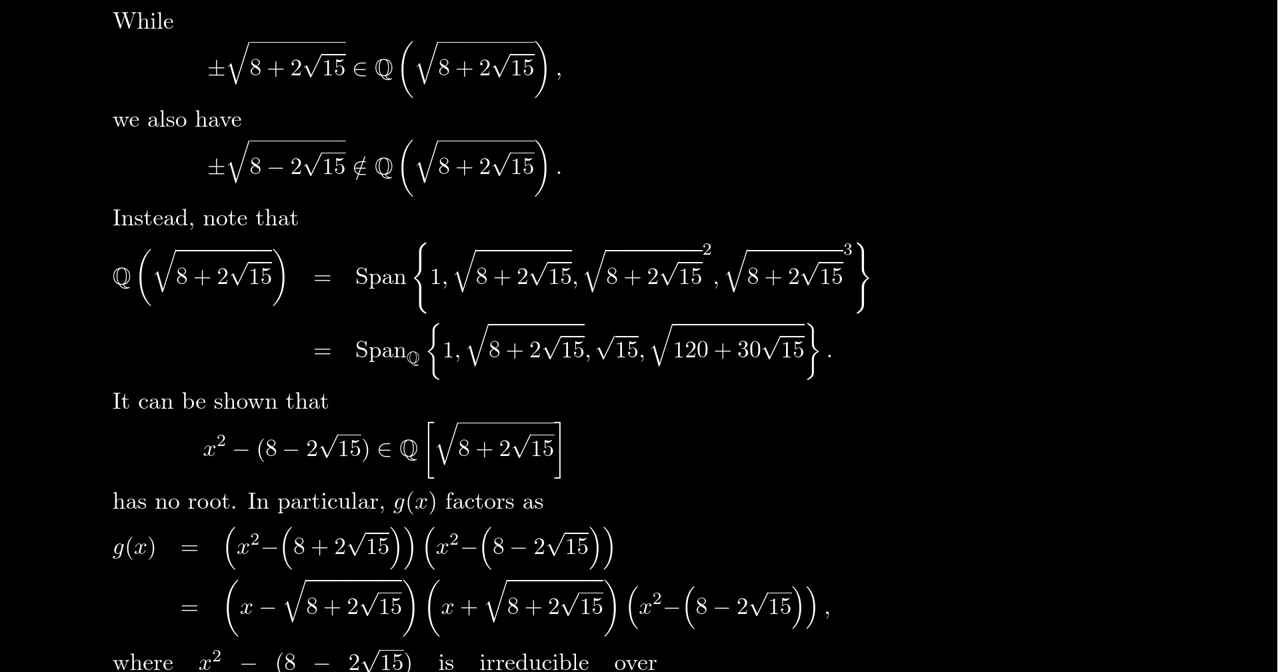 While
±√(8 + 2√15) ∈ ℚ(√(8 + 2√15)),
we also have
±√(8 − 2√15) ∉ ℚ(√(8 + 2√15)).
Instead, note that
ℚ(√(8 + 2√15)) = Span{1, √(8 + 2√15), √(8 + 2√15)², √(8 + 2√15)³}
= Span_ℚ{1, √(8 + 2√15), √15, √(120 + 30√15)}.
It can be shown that
x² − (8 − 2√15) ∈ ℚ[√(8 + 2√15)]
has no root. In particular, g(x) factors as
g(x) = (x²−(8 + 2√15))(x²−(8 − 2√15))
= (x − √(8 + 2√15))(x + √(8 + 2√15))(x²−(8 − 2√15)),
where x² − (8 − 2√15) is irreducible over